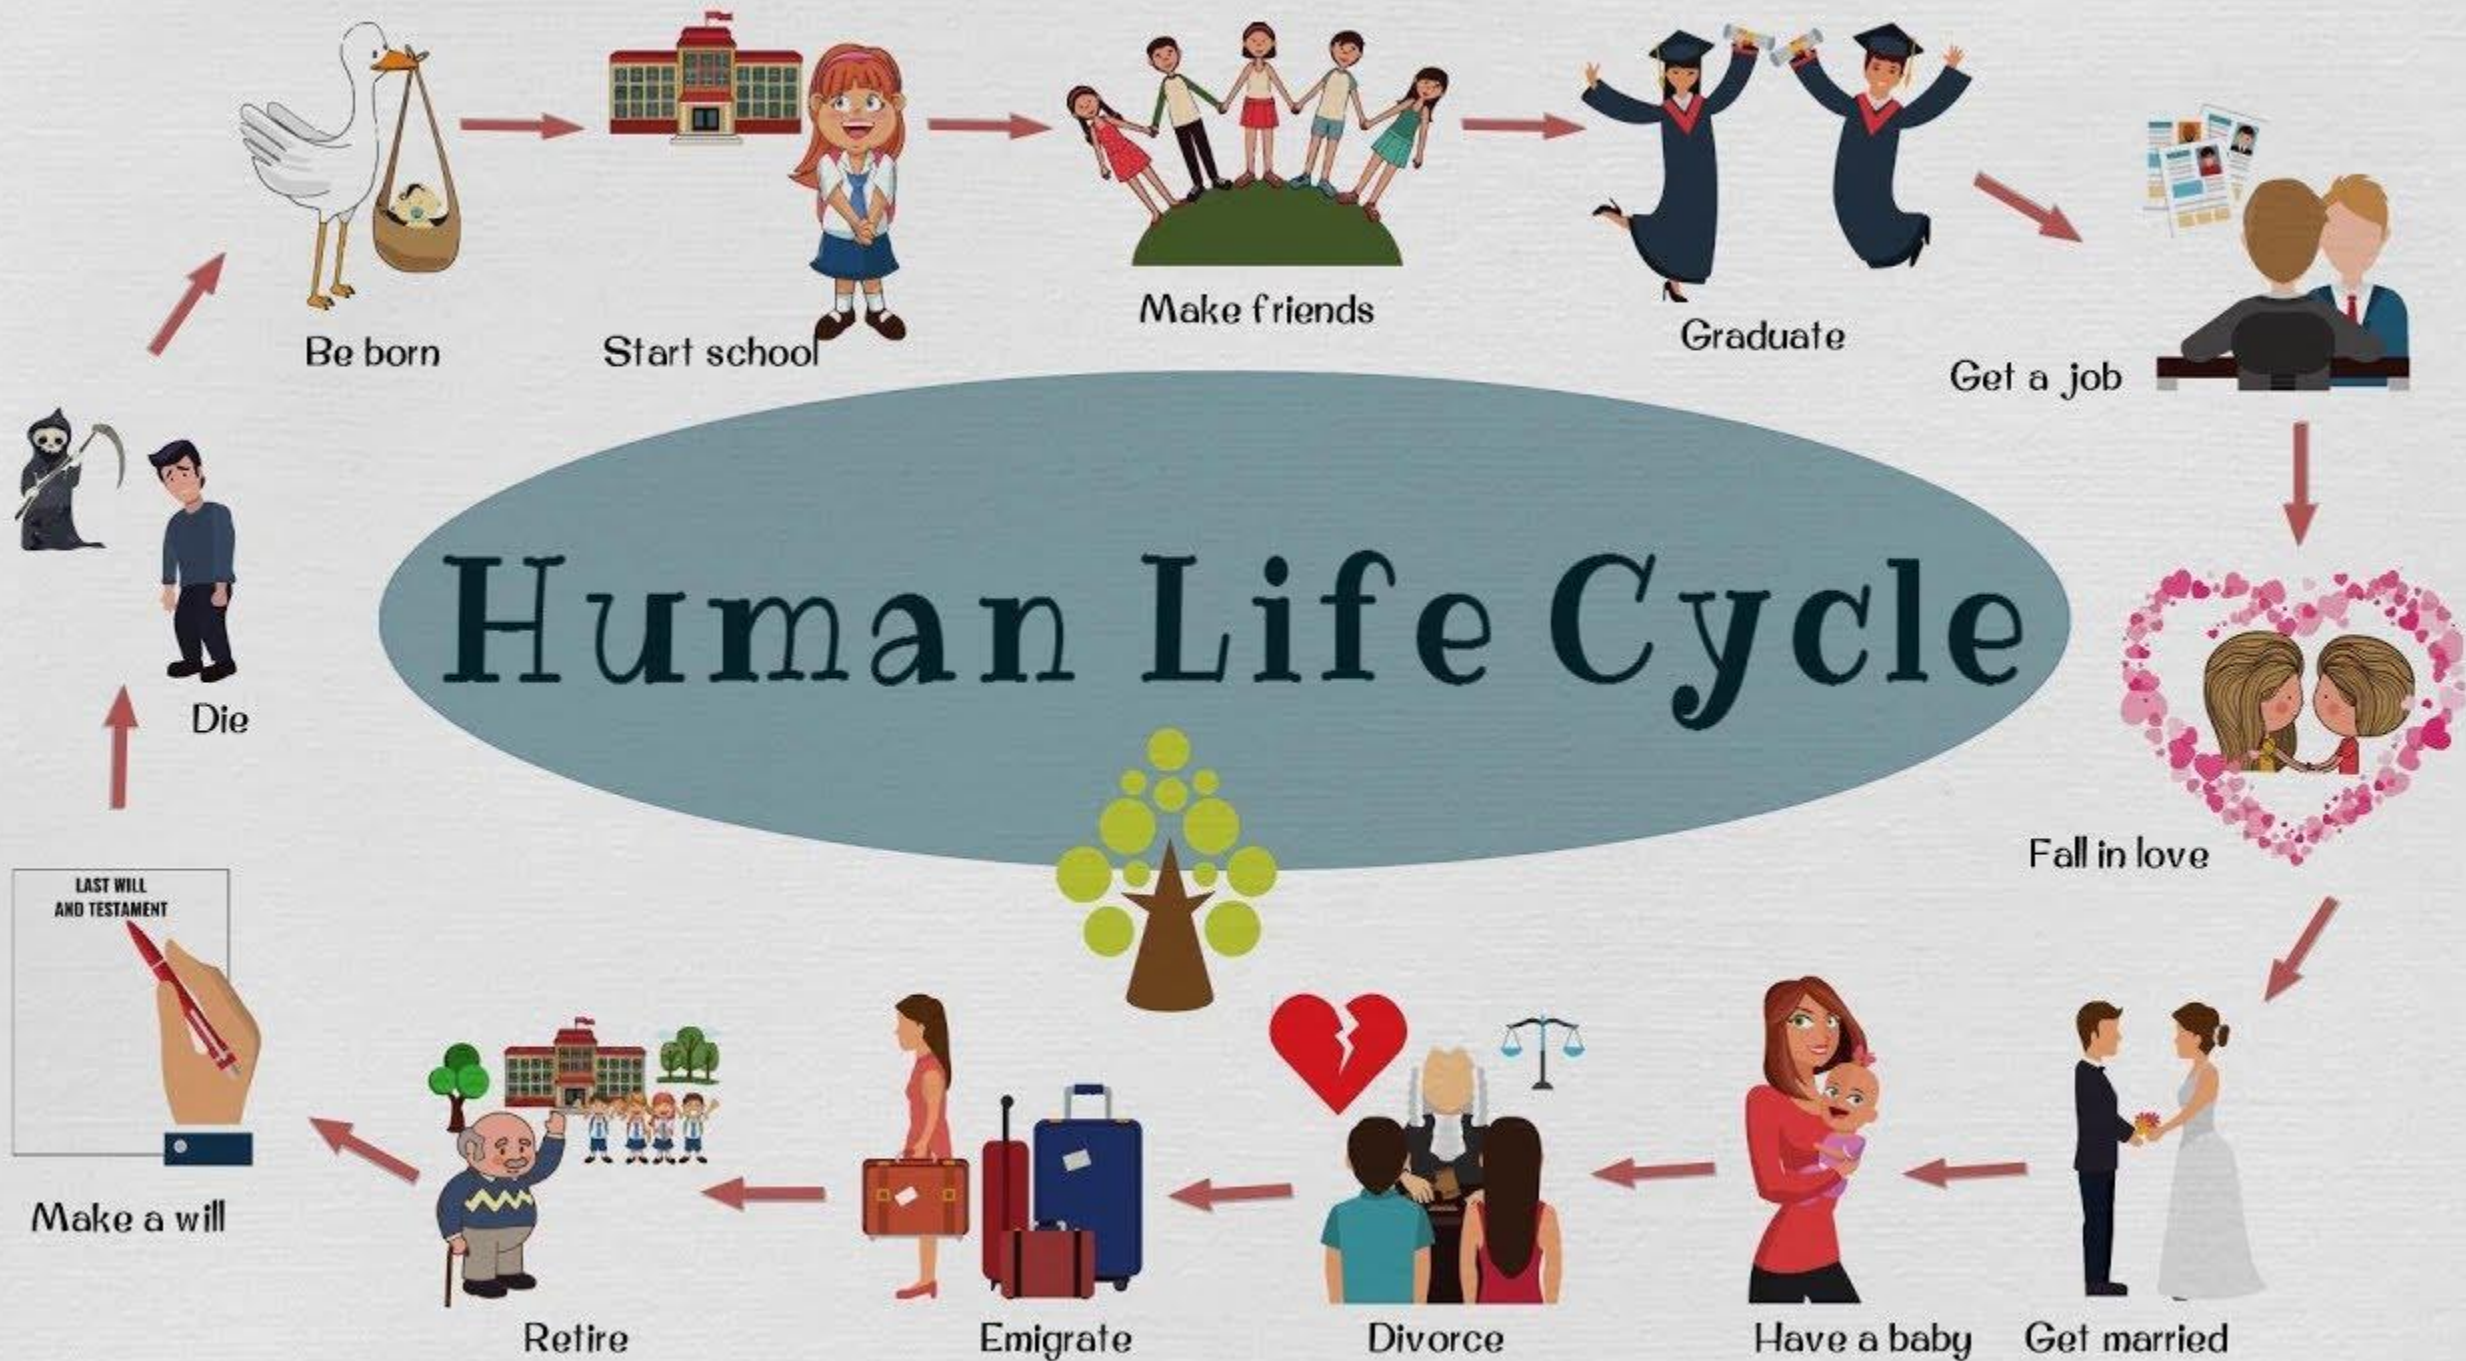 Be born
Start school
Make friends
Graduate
Get a job
Human Life Cycle
Fall in love
Get married
Have a baby
Divorce
Emigrate
Retire
LAST WILL
AND TESTAMENT
Make a will
Die